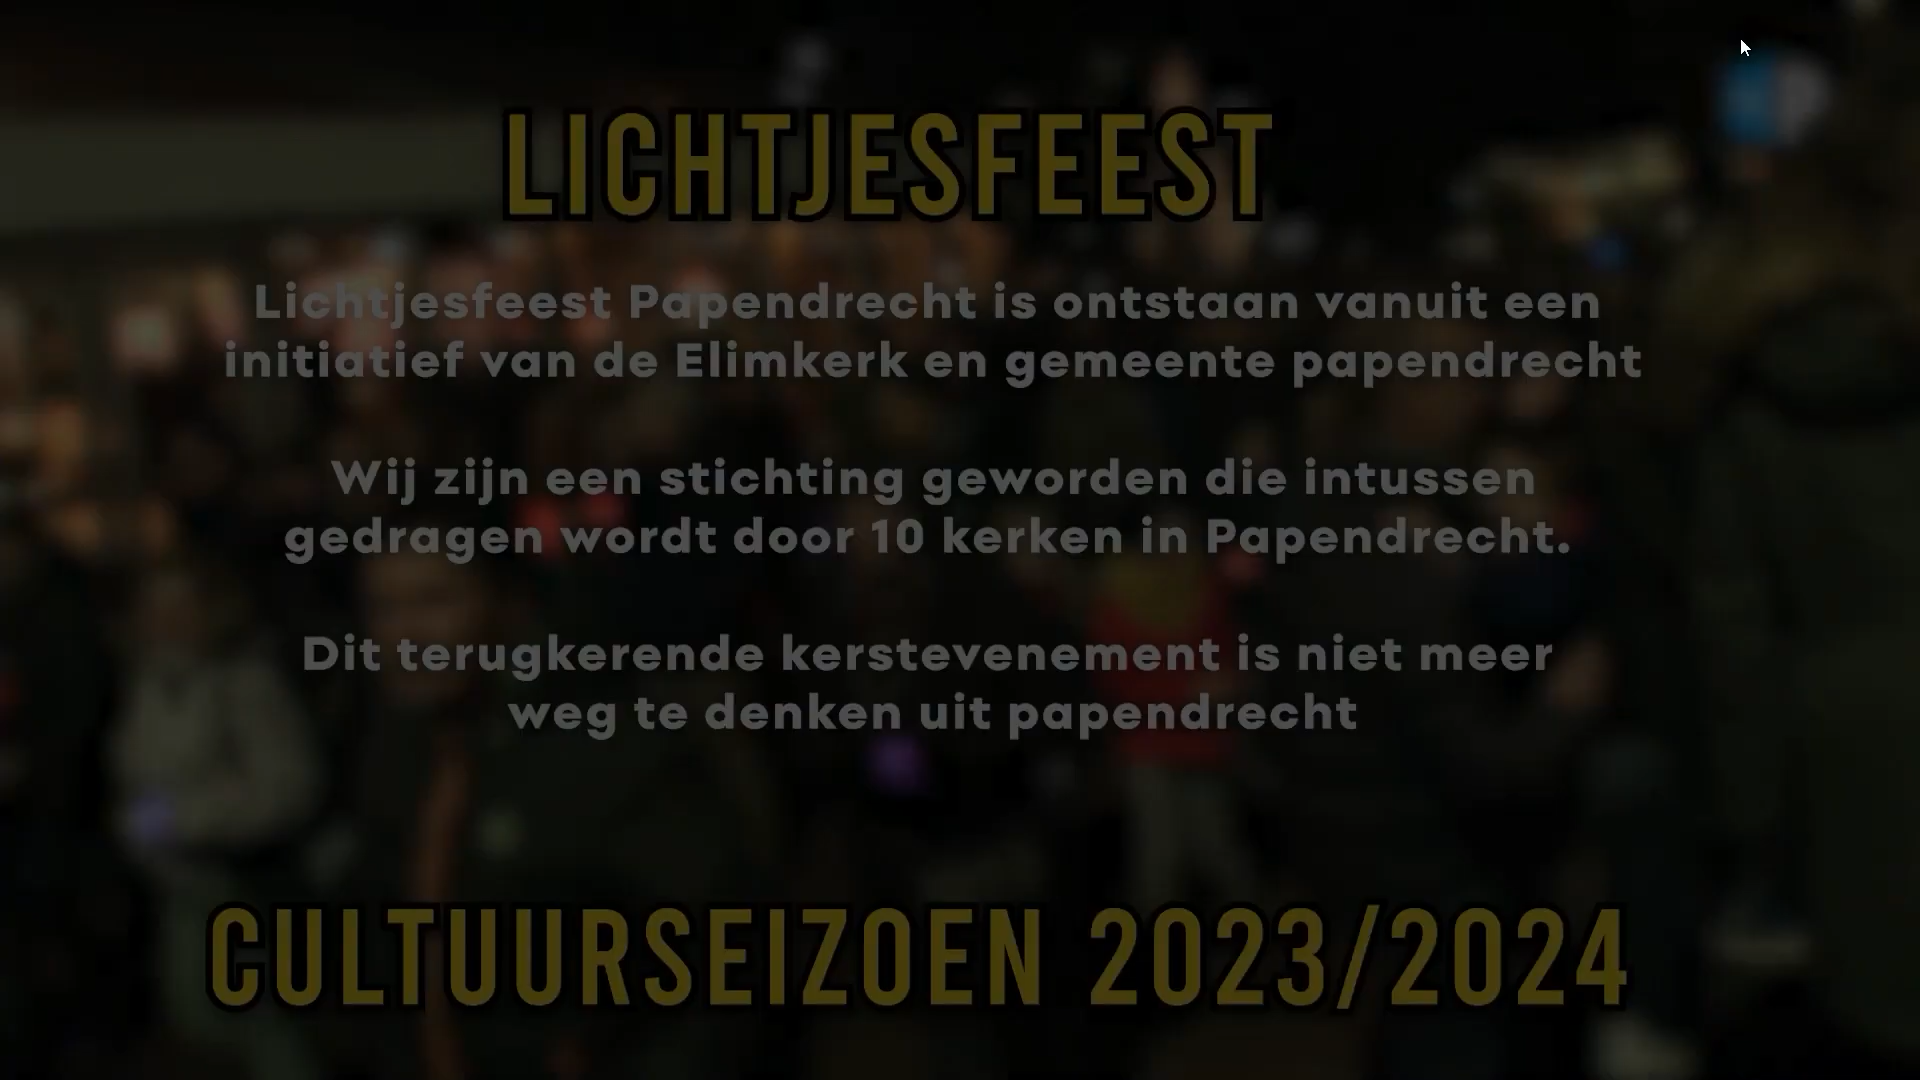 LICHTJESFEEST
Lichtjesfeest Papendrecht is ontstaan vanuit een
initiatief van de Elimkerk en gemeente papendrecht
Wij zijn een stichting geworden die intussen
gedragen wordt door 10 kerken in Papendrecht.
Dit terugkerende kerstevenement is niet meer
weg te denken uit papendrecht
CULTUURSEIZOEN 2023/2024